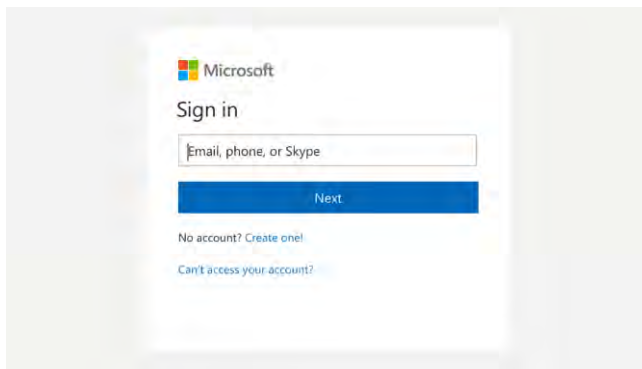 Microsoft
Sign in
Email, phone, or Skype
Next
No account? Create one!
Can't access your account?